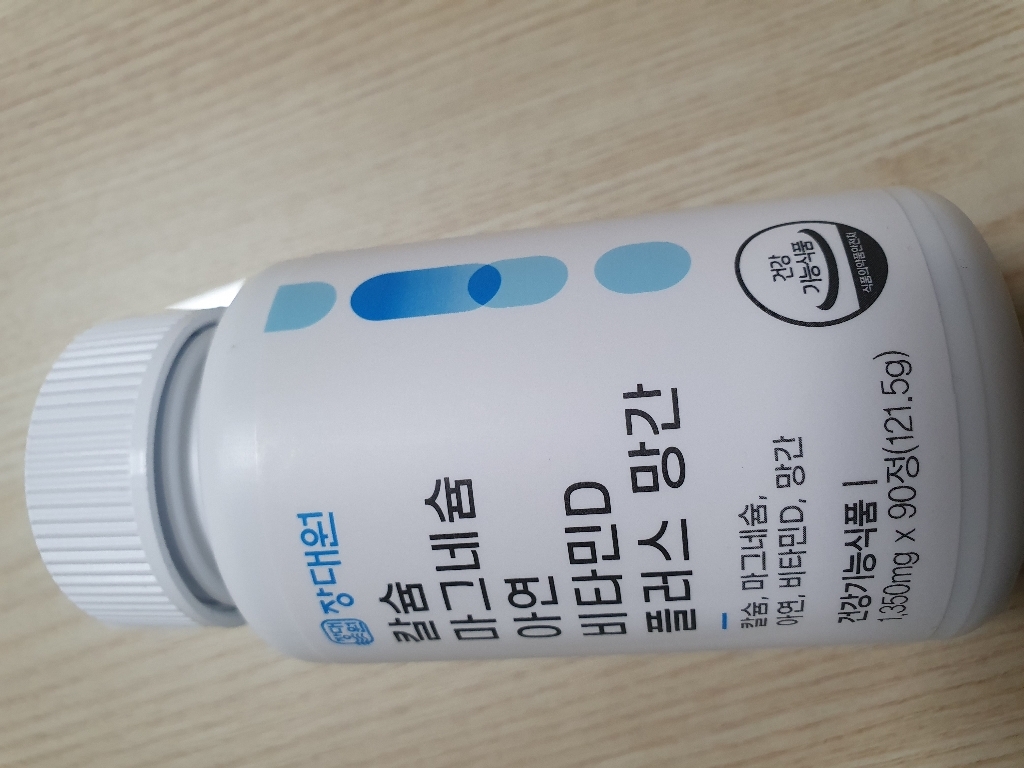 장대원
칼슘
마그네슘
아연
비타민D
플러스 망간
칼슘, 마그네슘,
아연, 비타민D, 망간
건강기능식품 |
1,350mg x 90정(121.5g)
건강
기능식품
식품의약품안전처